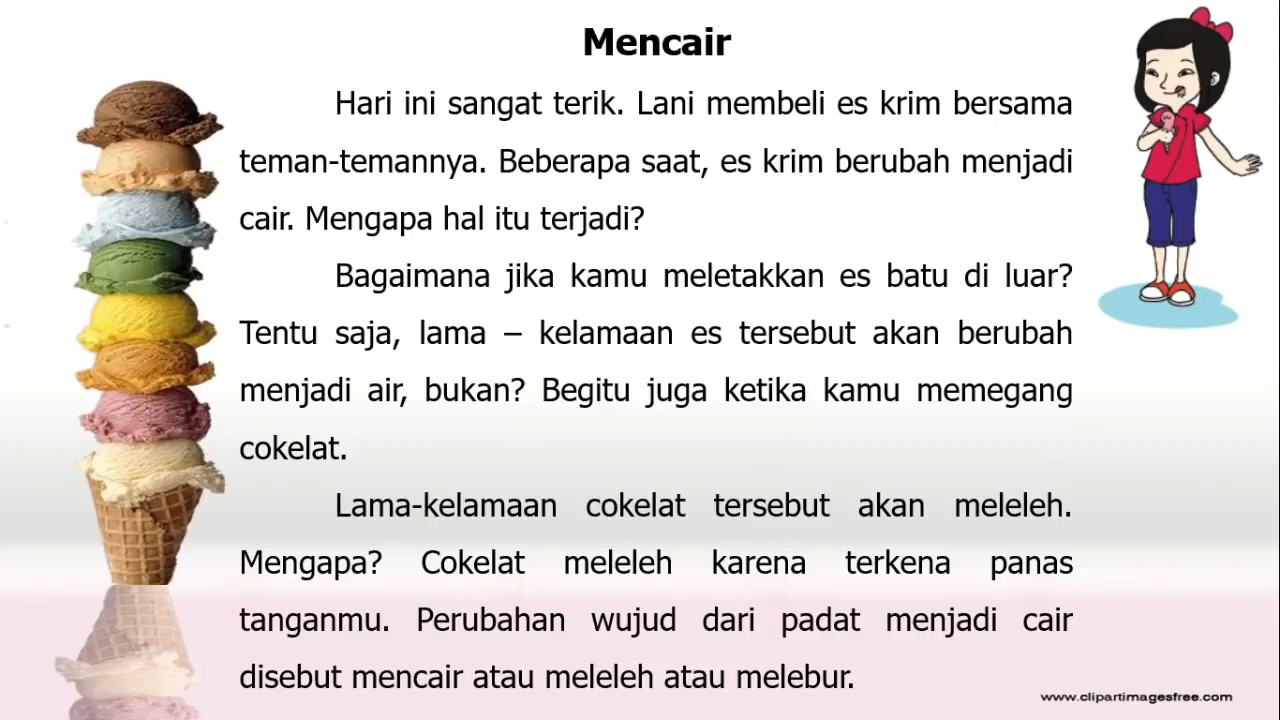 Mencair
Hari ini sangat terik. Lani membeli es krim bersama
teman-temannya. Beberapa saat, es krim berubah menjadi
cair. Mengapa hal itu terjadi?
Bagaimana jika kamu meletakkan es batu di luar?
Tentu saja, lama – kelamaan es tersebut akan berubah
menjadi air, bukan? Begitu juga ketika kamu memegang
cokelat.
Lama-kelamaan cokelat tersebut akan meleleh.
Mengapa? Cokelat meleleh karena terkena panas
tanganmu. Perubahan wujud dari padat menjadi cair
disebut mencair atau meleleh atau melebur.
www.clipartimagesfree.com